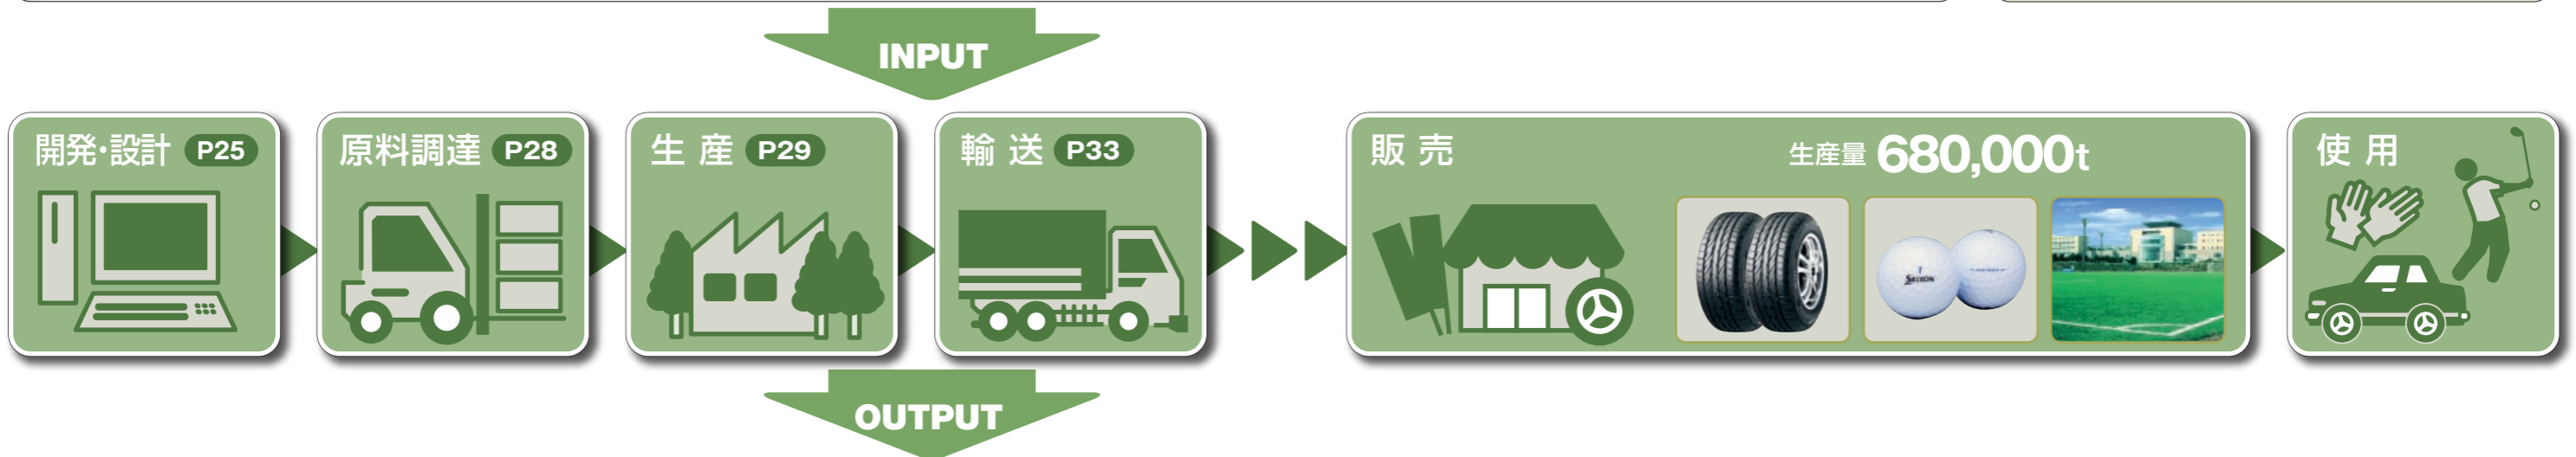 INPUT
開発・設計 P25
原料調達 P28
生 産 P29
輸 送 P33
販 売
生産量 680,000t
SRIXON
使 用
OUTPUT